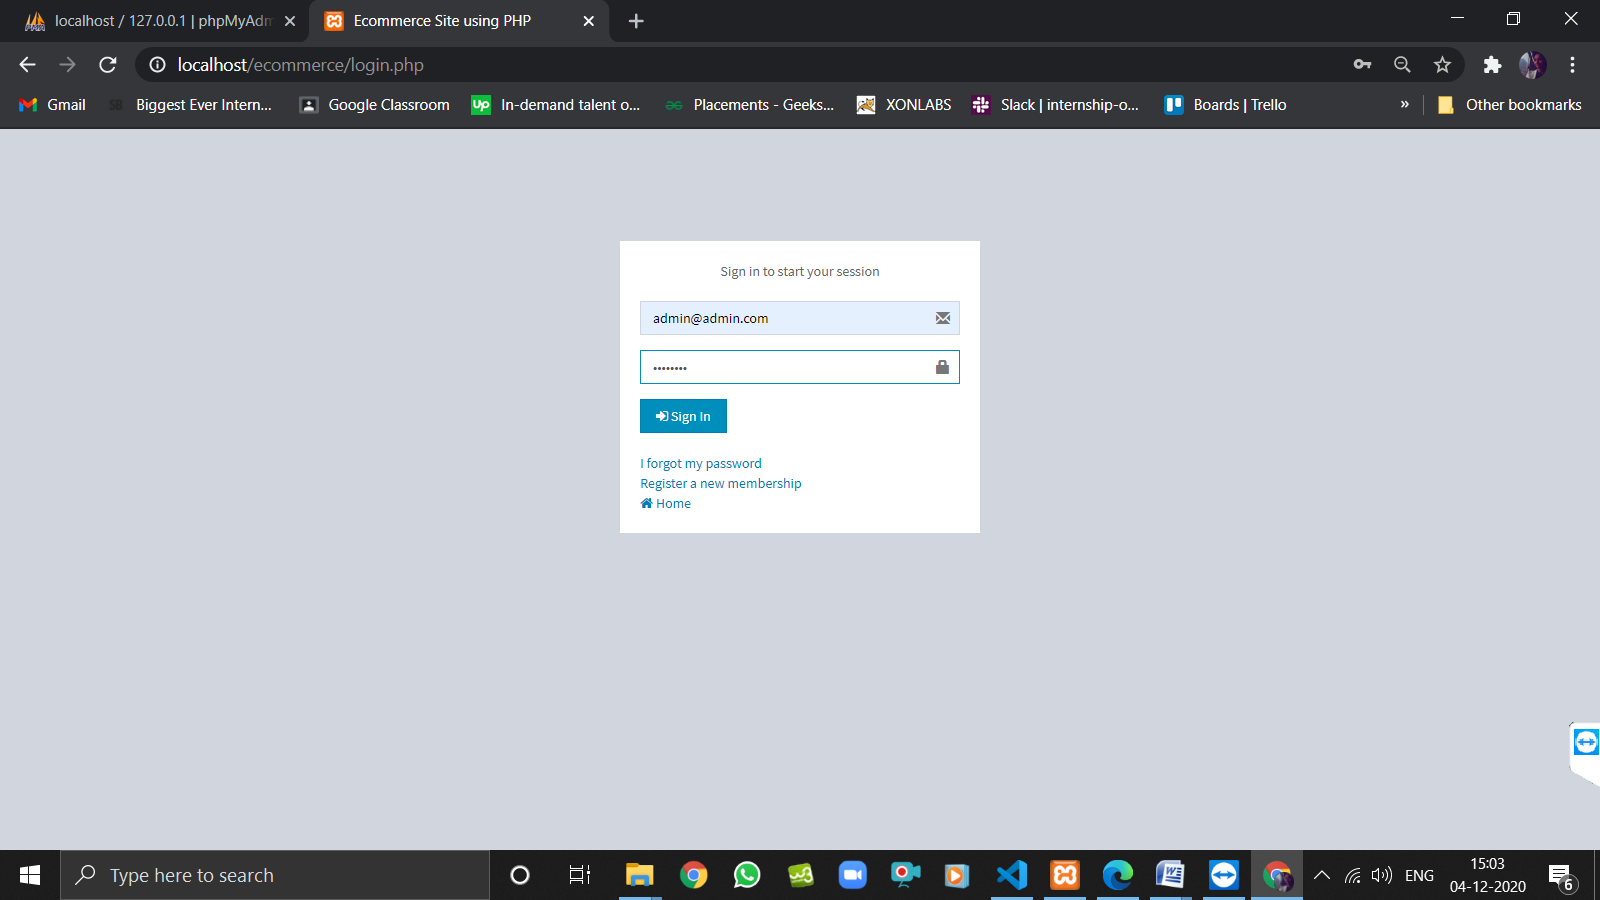 localhost / 127.0.0.1 | phpMyAdm
Ecommerce Site using PHP
localhost/ecommerce/login.php
Gmail
SB Biggest Ever Intern...
Google Classroom
Up In-demand talent o...
Placements - Geeks...
XONLABS
Slack | internship-o...
Boards | Trello
»
Other bookmarks
Sign in to start your session
admin@admin.com
••••••••
Sign In
I forgot my password
Register a new membership
Home
Type here to search
ENG
15:03
04-12-2020
6